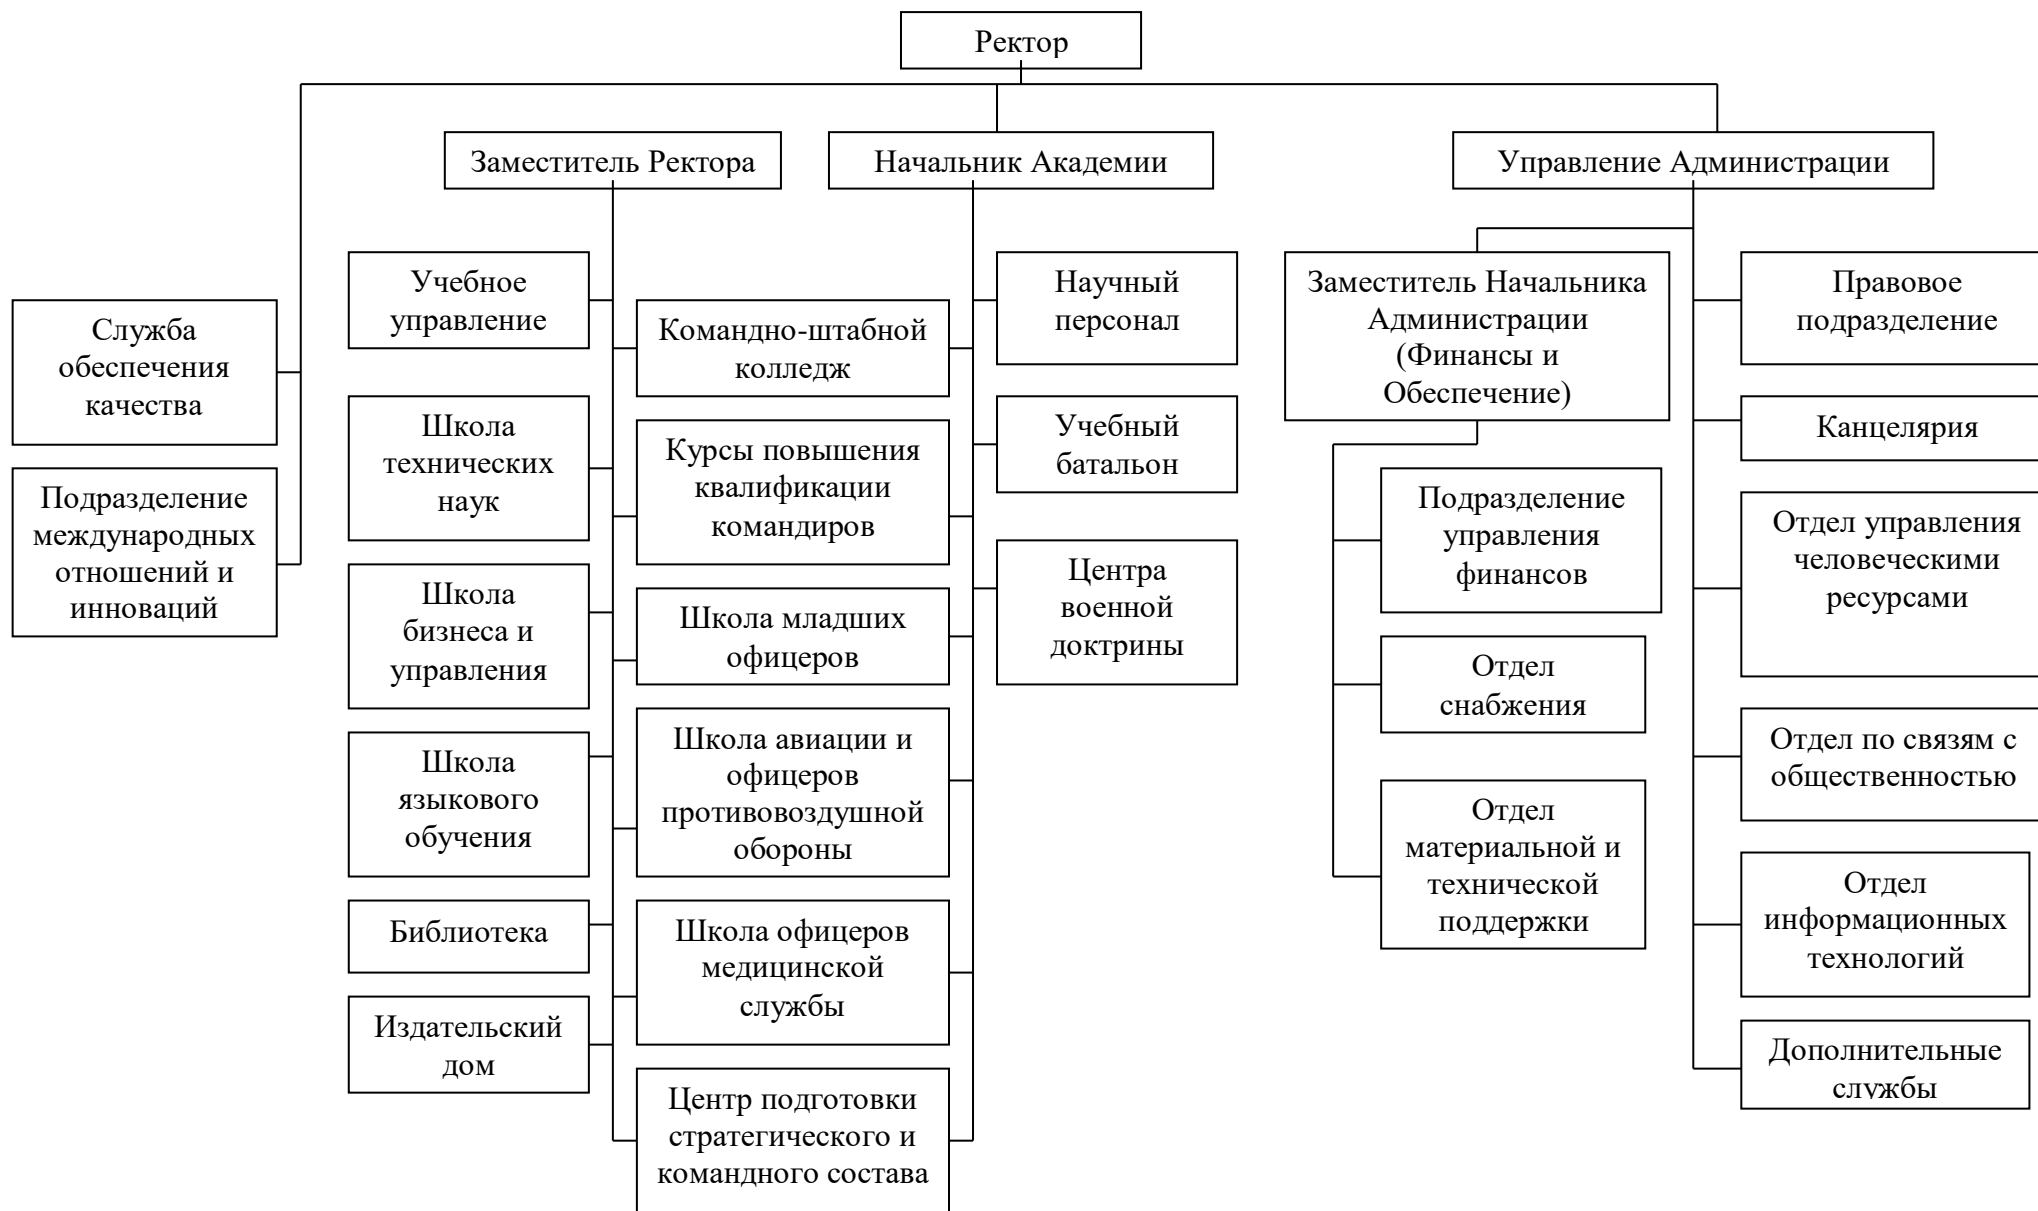 Ректор
Заместитель Ректора
Начальник Академии
Управление Администрации
Служба
обеспечения
качества
Подразделение
международных
отношений и
инноваций
Учебное
управление
Школа
технических
наук
Школа
бизнеса и
управления
Школа
языкового
обучения
Библиотека
Издательский
дом
Командно-штабной
колледж
Курсы повышения
квалификации
командиров
Школа младших
офицеров
Школа авиации и
офицеров
противовоздушной
обороны
Школа офицеров
медицинской
службы
Центр подготовки
стратегического и
командного состава
Научный
персонал
Учебный
батальон
Центра
военной
доктрины
Заместитель Начальника
Администрации
(Финансы и
Обеспечение)
Подразделение
управления
финансов
Отдел
снабжения
Отдел
материальной и
технической
поддержки
Правовое
подразделение
Канцелярия
Отдел управления
человеческими
ресурсами
Отдел по связям с
общественностью
Отдел
информационных
технологий
Дополнительные
службы